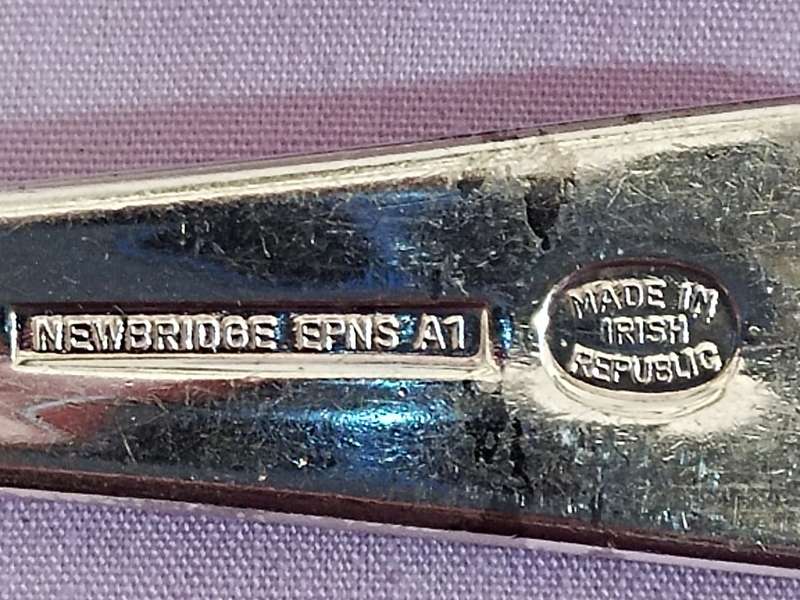 NEWBRIDGE EPNS A1
MADE IN
IRISH
REPUBLIC